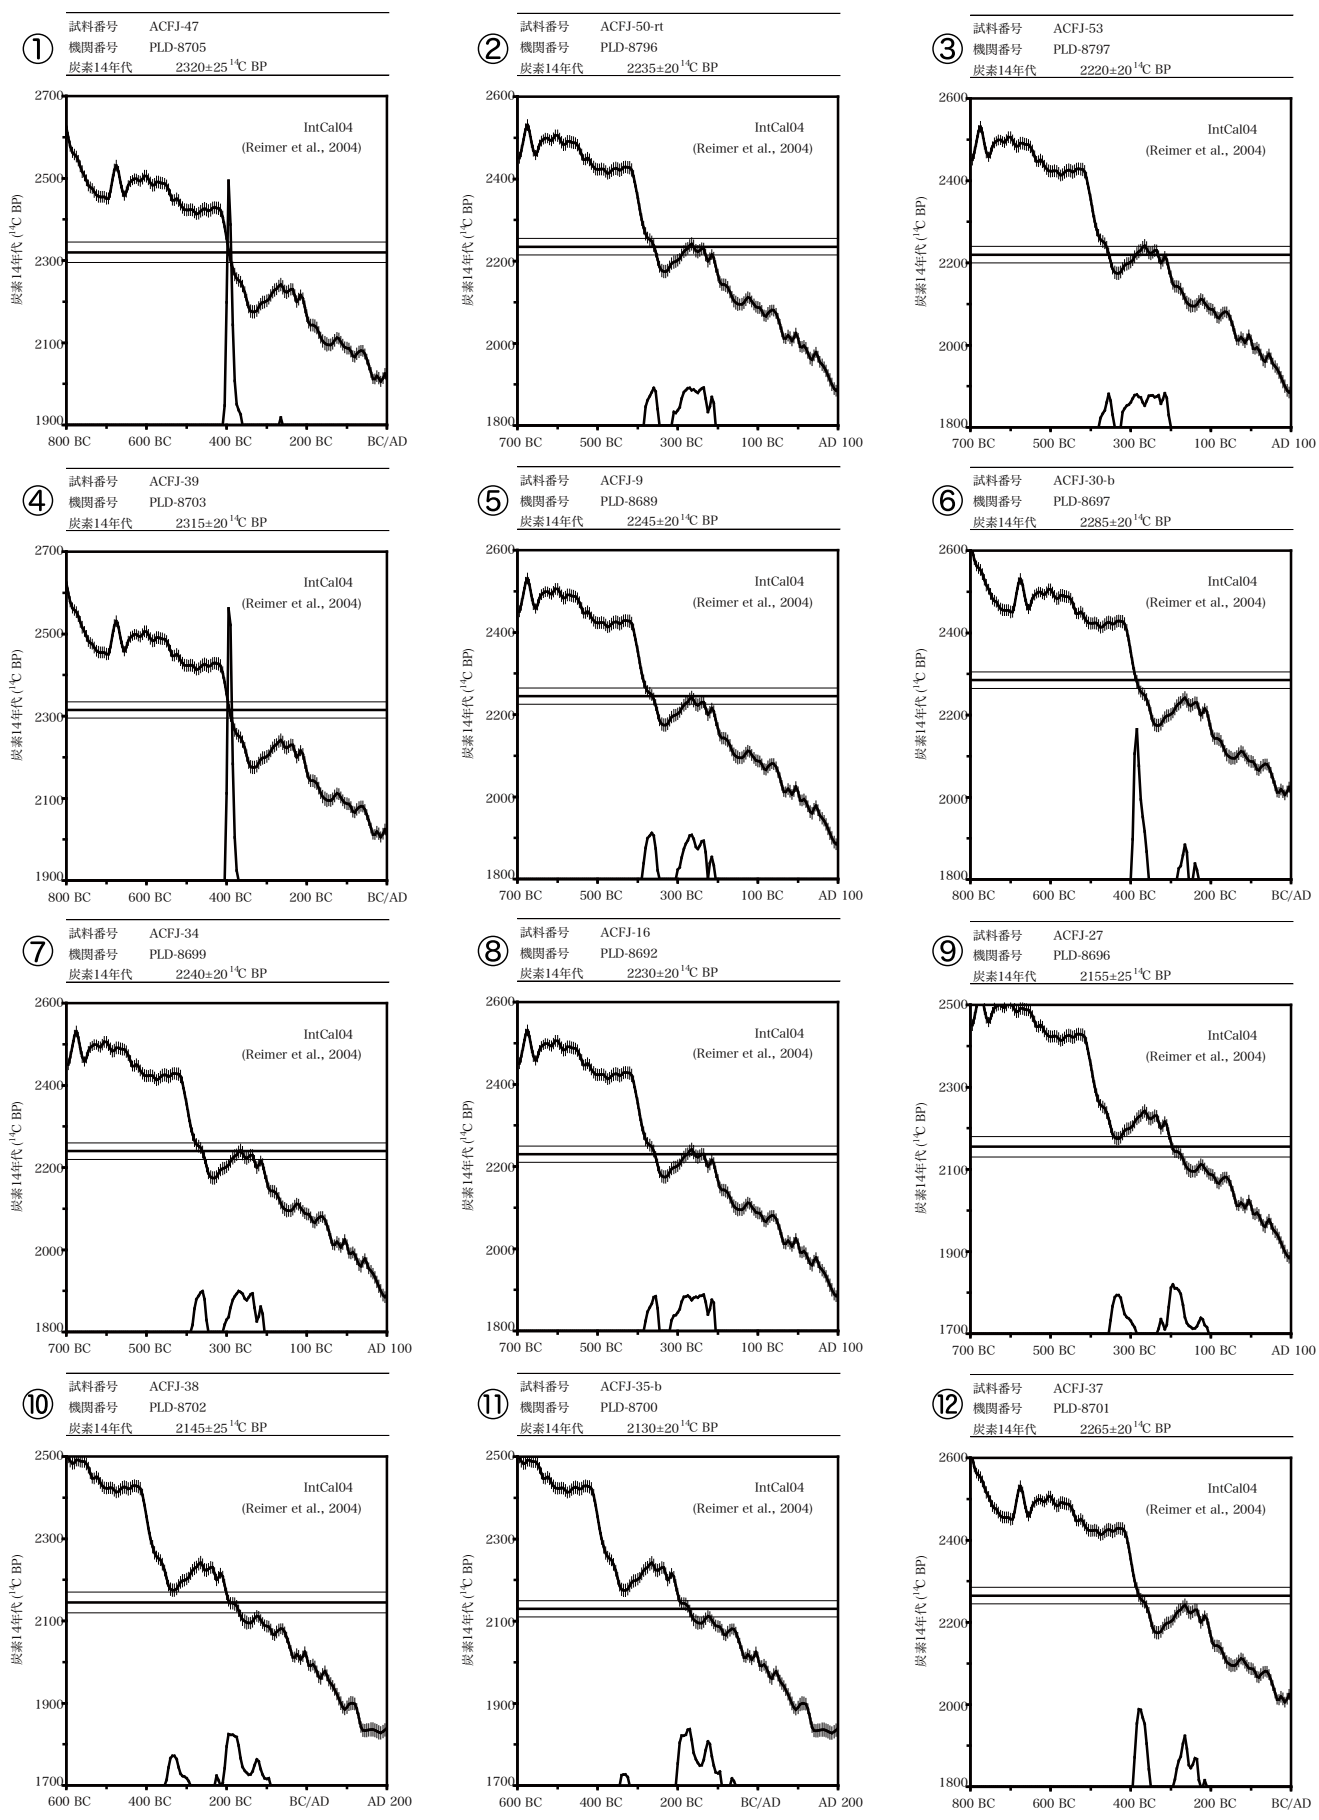 ①
試料番号 ACFJ-47
機関番号 PLD-8705
炭素14年代 2320±25 14C BP
炭素14年代 (14C BP)
2700
2500
2300
2100
1900
IntCal04
(Reimer et al., 2004)
800 BC 600 BC 400 BC 200 BC BC/AD
②
試料番号 ACFJ-50-rt
機関番号 PLD-8796
炭素14年代 2235±20 14C BP
炭素14年代 (14C BP)
2600
2400
2200
2000
1800
IntCal04
(Reimer et al., 2004)
700 BC 500 BC 300 BC 100 BC AD 100
③
試料番号 ACFJ-53
機関番号 PLD-8797
炭素14年代 2220±20 14C BP
炭素14年代 (14C BP)
2600
2400
2200
2000
1800
IntCal04
(Reimer et al., 2004)
700 BC 500 BC 300 BC 100 BC AD 100
④
試料番号 ACFJ-39
機関番号 PLD-8703
炭素14年代 2315±20 14C BP
炭素14年代 (14C BP)
2700
2500
2300
2100
1900
IntCal04
(Reimer et al., 2004)
800 BC 600 BC 400 BC 200 BC BC/AD
⑤
試料番号 ACFJ-9
機関番号 PLD-8689
炭素14年代 2245±20 14C BP
炭素14年代 (14C BP)
2600
2400
2200
2000
1800
IntCal04
(Reimer et al., 2004)
700 BC 500 BC 300 BC 100 BC AD 100
⑥
試料番号 ACFJ-30-b
機関番号 PLD-8697
炭素14年代 2285±20 14C BP
炭素14年代 (14C BP)
2600
2400
2200
2000
1800
IntCal04
(Reimer et al., 2004)
800 BC 600 BC 400 BC 200 BC BC/AD
⑦
試料番号 ACFJ-34
機関番号 PLD-8699
炭素14年代 2240±20 14C BP
炭素14年代 (14C BP)
2600
2400
2200
2000
1800
IntCal04
(Reimer et al., 2004)
700 BC 500 BC 300 BC 100 BC AD 100
⑧
試料番号 ACFJ-16
機関番号 PLD-8692
炭素14年代 2230±20 14C BP
炭素14年代 (14C BP)
2600
2400
2200
2000
1800
IntCal04
(Reimer et al., 2004)
700 BC 500 BC 300 BC 100 BC AD 100
⑨
試料番号 ACFJ-27
機関番号 PLD-8696
炭素14年代 2155±25 14C BP
炭素14年代 (14C BP)
2500
2300
2100
1900
1700
IntCal04
(Reimer et al., 2004)
700 BC 500 BC 300 BC 100 BC AD 100
⑩
試料番号 ACFJ-38
機関番号 PLD-8702
炭素14年代 2145±25 14C BP
炭素14年代 (14C BP)
2500
2300
2100
1900
1700
IntCal04
(Reimer et al., 2004)
600 BC 400 BC 200 BC BC/AD AD 200
⑪
試料番号 ACFJ-35-b
機関番号 PLD-8700
炭素14年代 2130±20 14C BP
炭素14年代 (14C BP)
2500
2300
2100
1900
1700
IntCal04
(Reimer et al., 2004)
600 BC 400 BC 200 BC BC/AD AD 200
⑫
試料番号 ACFJ-37
機関番号 PLD-8701
炭素14年代 2265±20 14C BP
炭素14年代 (14C BP)
2600
2400
2200
2000
1800
IntCal04
(Reimer et al., 2004)
800 BC 600 BC 400 BC 200 BC BC/AD